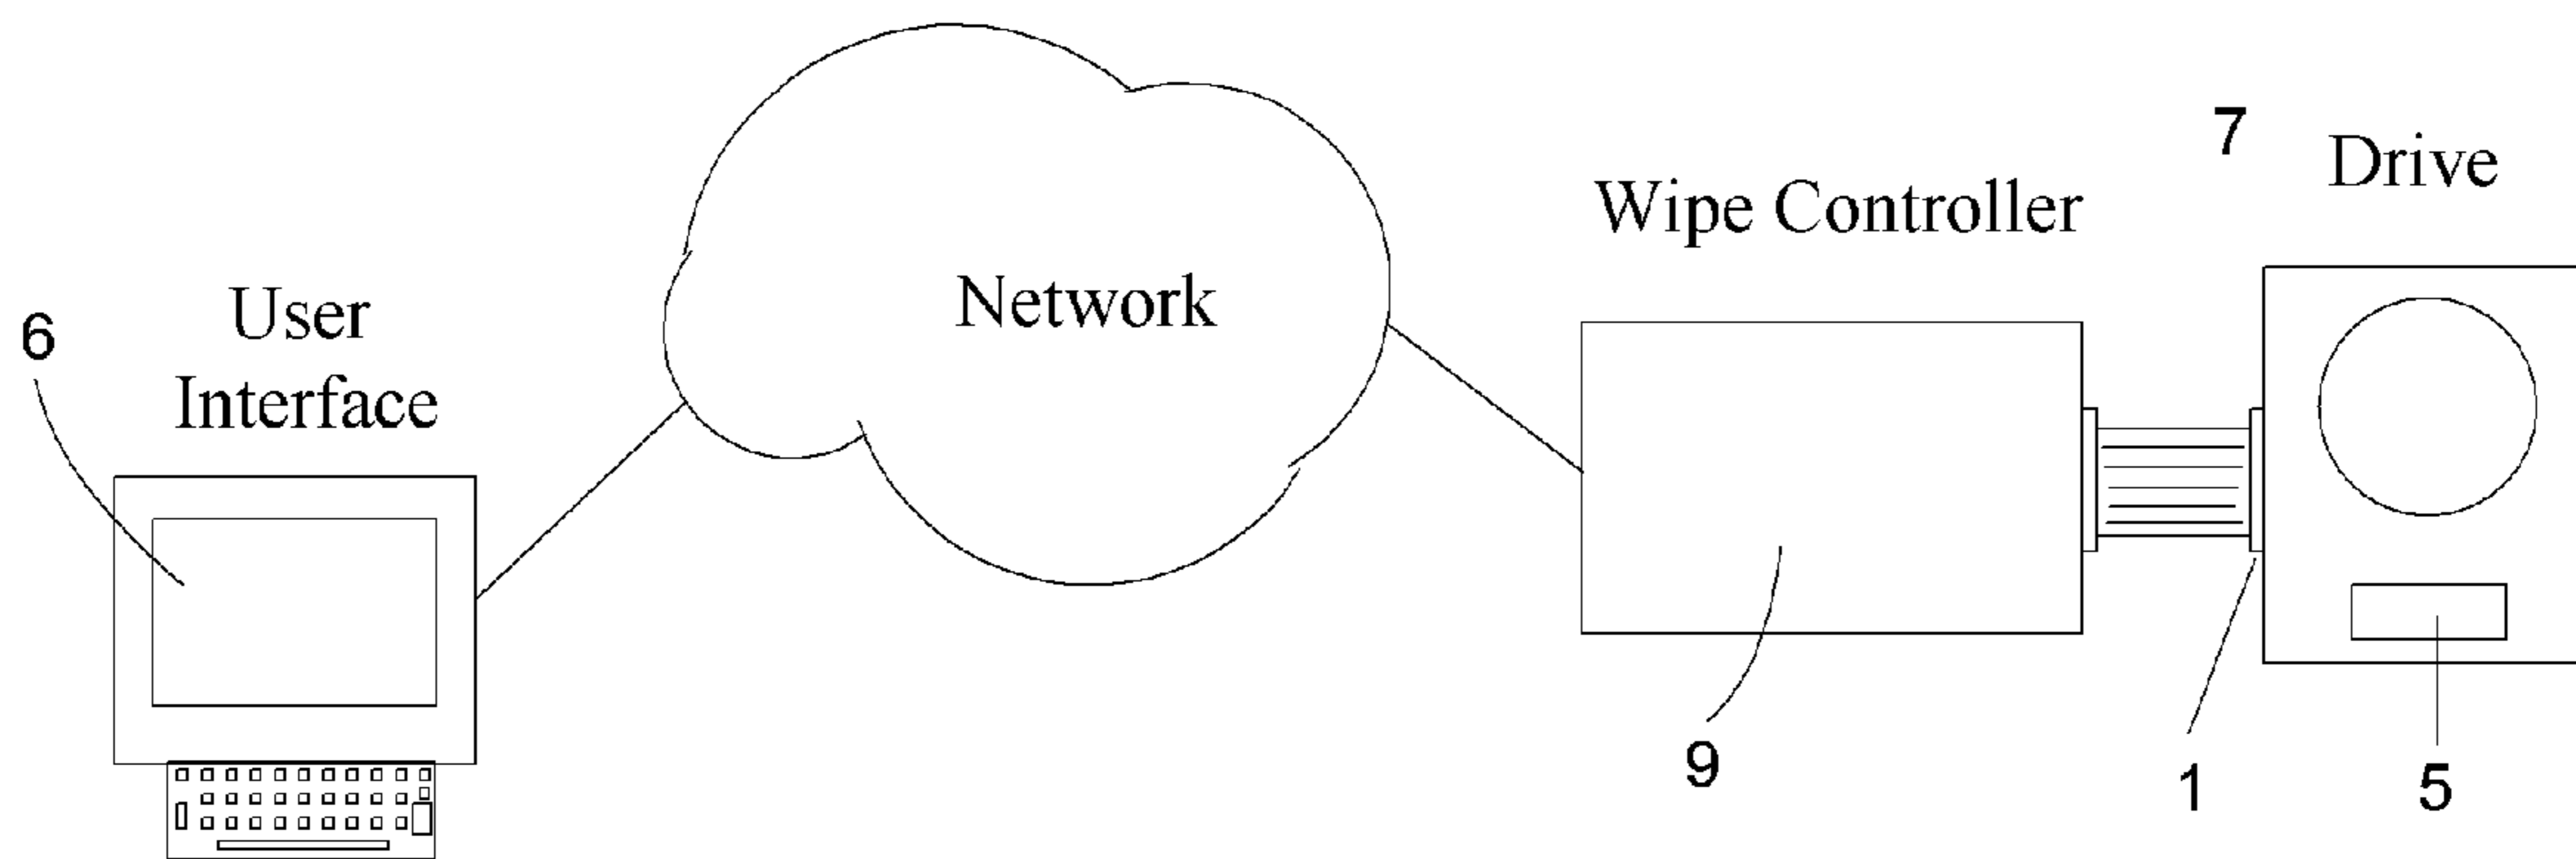 6
User
Interface
Network
Wipe Controller
7
Drive
9
1
5